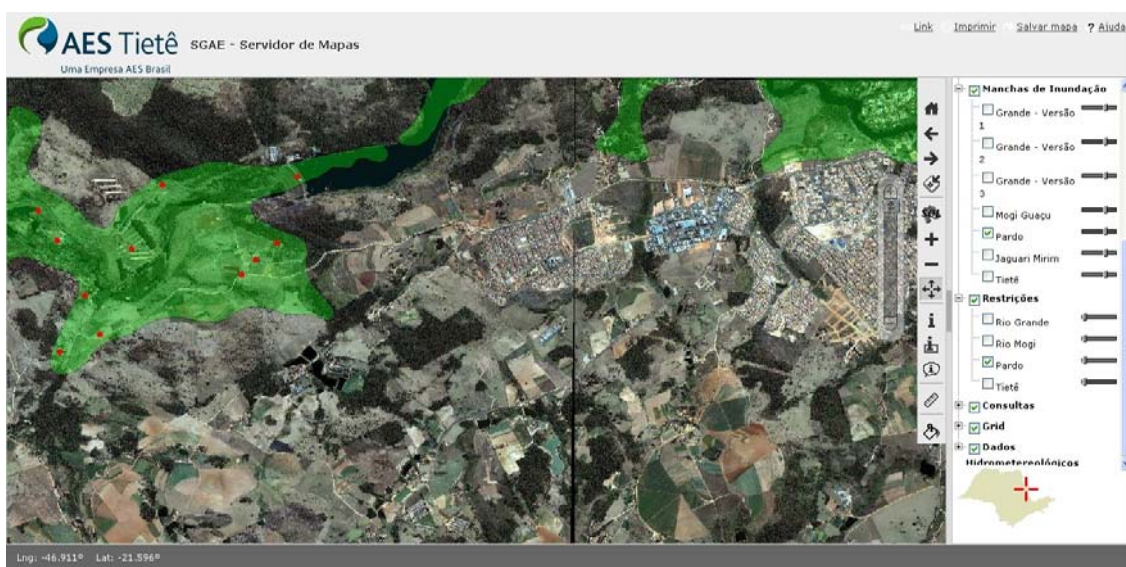 AES Tietê
Uma Empresa AES Brasil
SGAE - Servidor de Mapas
Link
Imprimir
Salvar mapa
? Ajuda
Manchas de Inundação
Grande - Versão
1
Grande - Versão
2
Grande - Versão
3
Mogi Guaçu
Pardo
Jaguari Mirim
Tietê
Restrições
Rio Grande
Rio Mogi
Pardo
Tietê
Consultas
Grid
Dados
Hidrometereológicos
Lng: -46.911º Lat: -21.596º